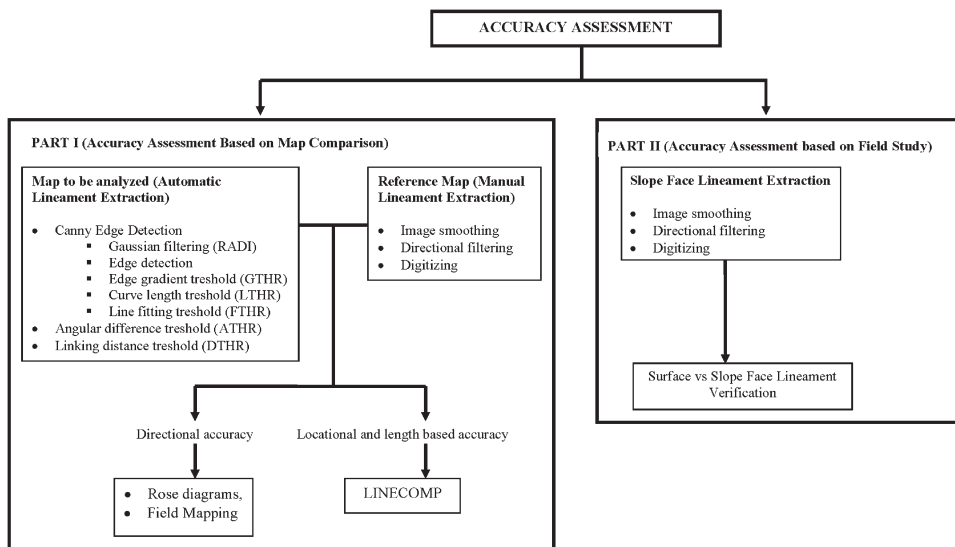 ACCURACY ASSESSMENT
PART I (Accuracy Assessment Based on Map Comparison)
Map to be analyzed (Automatic
Lineament Extraction)
• Canny Edge Detection
▪ Gaussian filtering (RADI)
▪ Edge detection
▪ Edge gradient treshold (GTHR)
▪ Curve length treshold (LTHR)
▪ Line fitting treshold (FTHR)
• Angular difference treshold (ATHR)
• Linking distance treshold (DTHR)
Reference Map (Manual
Lineament Extraction)
• Image smoothing
• Directional filtering
• Digitizing
Directional accuracy
Locational and length based accuracy
• Rose diagrams,
• Field Mapping
LINECOMP
PART II (Accuracy Assessment based on Field Study)
Slope Face Lineament Extraction
• Image smoothing
• Directional filtering
• Digitizing
Surface vs Slope Face Lineament
Verification